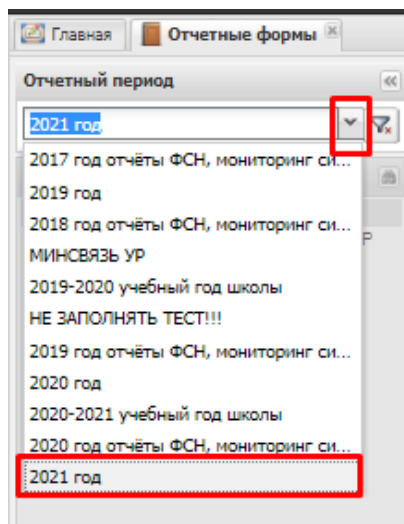 Главная
Отчетные формы
Отчетный период
2021 год
2017 год отчёты ФСН, мониторинг си...
2019 год
2018 год отчёты ФСН, мониторинг си...
МИНСВЯЗЬ УР
2019-2020 учебный год школы
НЕ ЗАПОЛНЯТЬ ТЕСТ!!!
2019 год отчёты ФСН, мониторинг си...
2020 год
2020-2021 учебный год школы
2020 год отчёты ФСН, мониторинг си...
2021 год